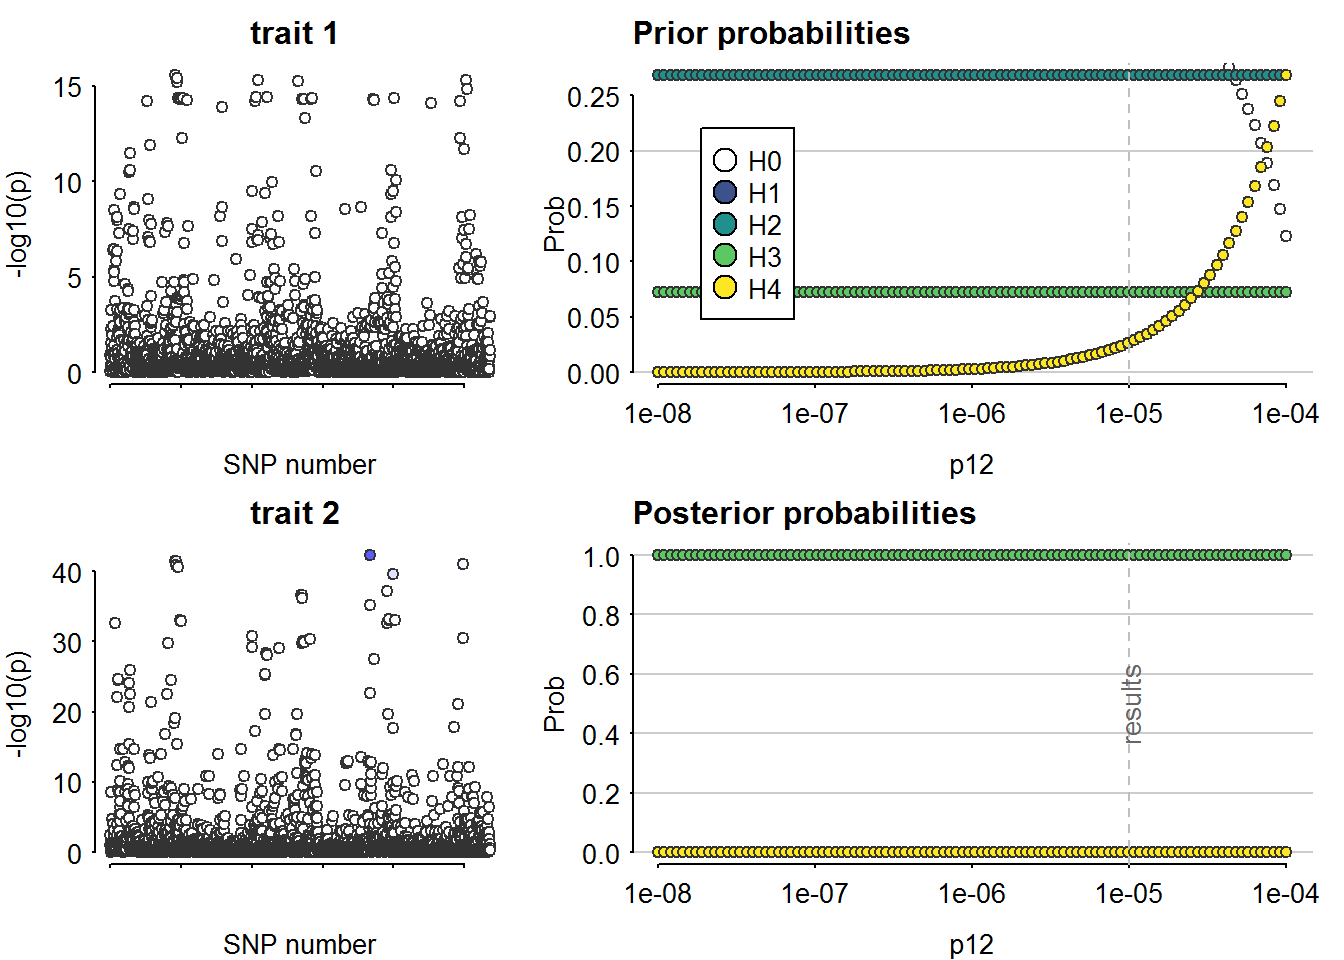 trait 1
-log10(p)
15
10
5
0
SNP number
Prior probabilities
Prob
0.25
0.20
0.15
0.10
0.05
0.00
H0
H1
H2
H3
H4
1e-08 1e-07 1e-06 1e-05 1e-04
p12
trait 2
-log10(p)
40
30
20
10
0
SNP number
Posterior probabilities
Prob
1.0
0.8
0.6
0.4
0.2
0.0
results
1e-08 1e-07 1e-06 1e-05 1e-04
p12